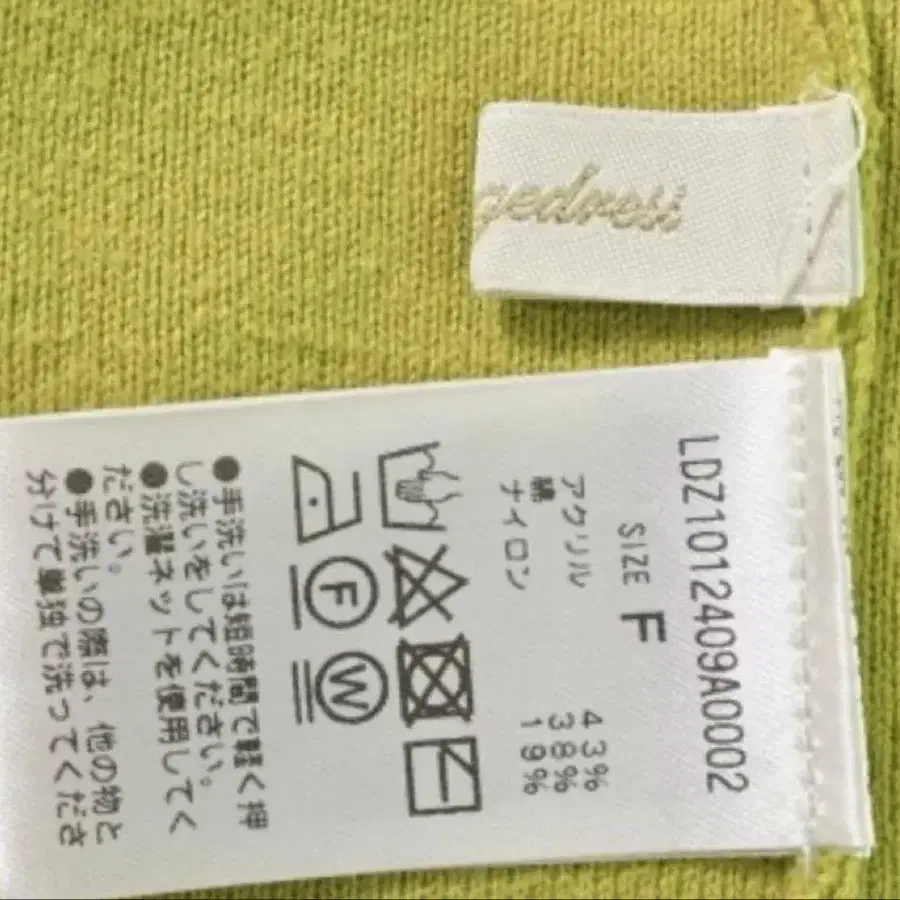 gedress
LDZ1012409A0002
SIZE F
アクリル 43%
綿 38%
ナイロン 19%
F
W
●手洗いは短時間で軽く押
し洗いをしてください。
●洗濯ネットを使用してく
ださい。
●手洗いの際は、他の物と
分けて単独で洗ってくださ